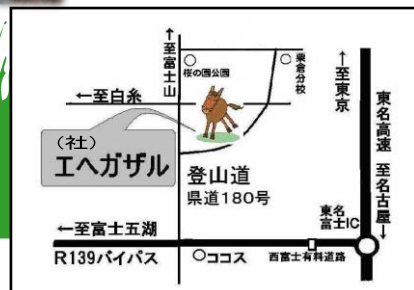 ↑至富士山
桜の園公園
粟倉分校
↑至東京
←至白糸
東名高速 至名古屋↓
（社）
エヘガザル
登山道
県道180号
東名
富士IC
←至富士五湖
R139バイパス
ココス
西富士有料道路